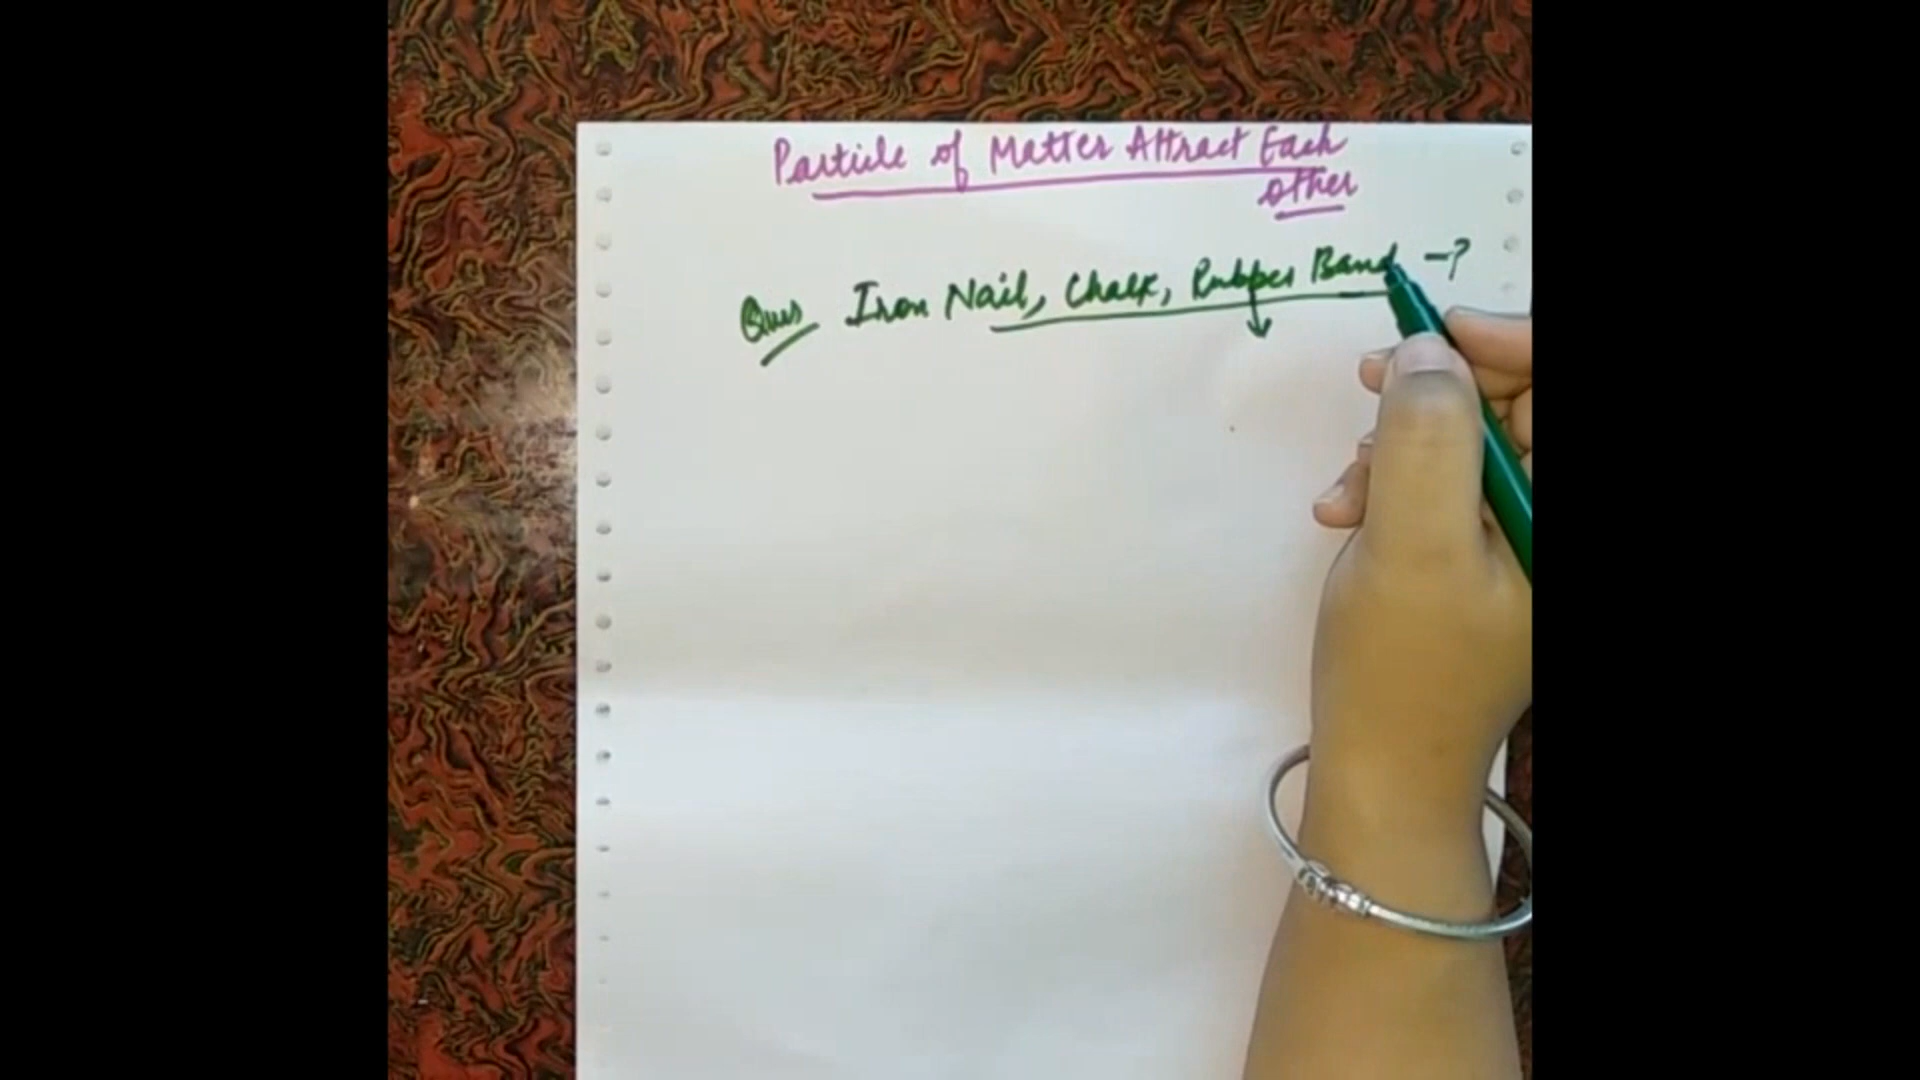 Particle of Matter Attract Each
other
Ques Iron Nail, Chalk, Rubber Band -?